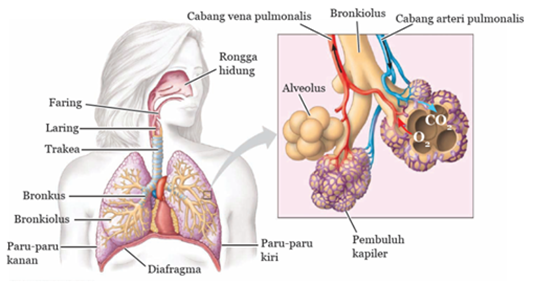 Rongga
hidung
Faring
Laring
Trakea
Bronkus
Bronkiolus
Paru-paru
kanan
Diafragma
Paru-paru
kiri
Cabang vena pulmonalis
Bronkiolus
Cabang arteri pulmonalis
Alveolus
CO2
O2
Pembuluh
kapiler